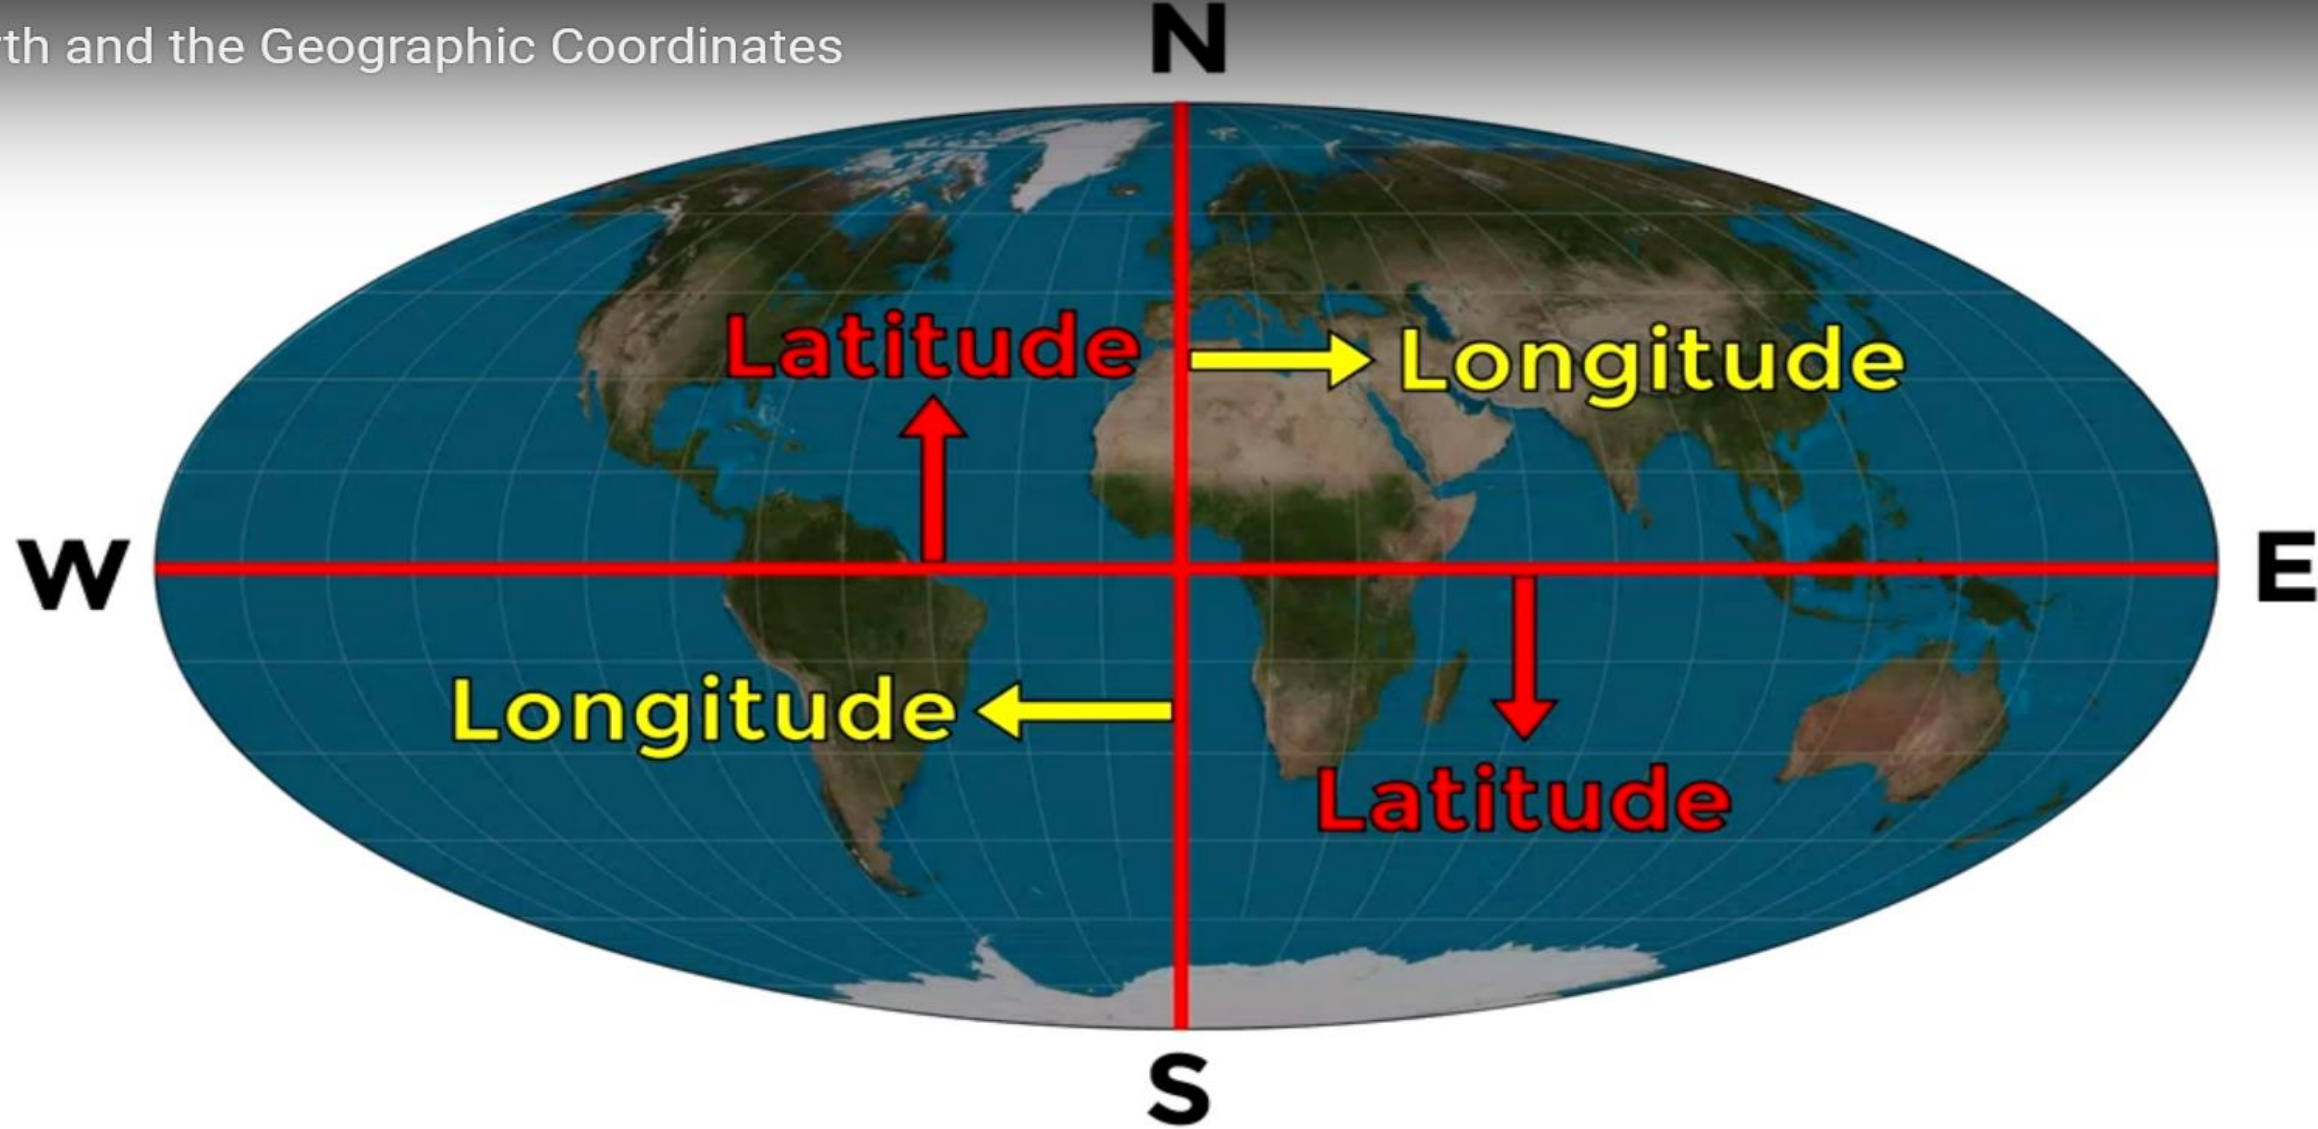 th and the Geographic Coordinates
N
Latitude
Longitude
W
E
Longitude
Latitude
S